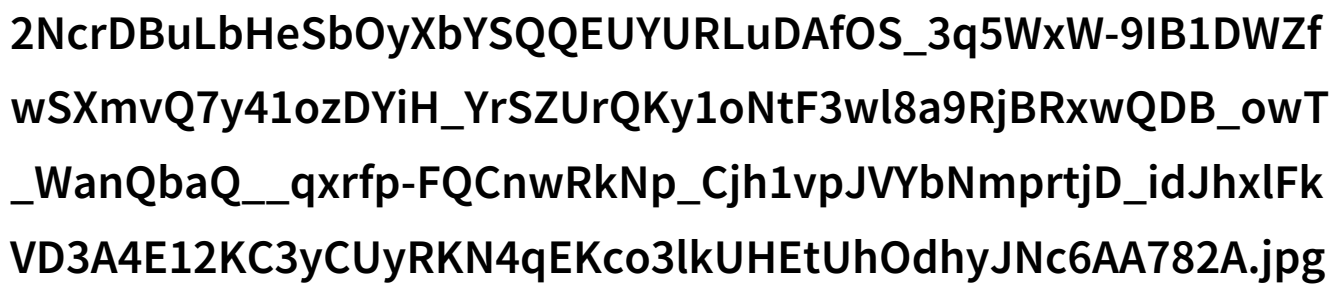 2NcrDBuLbHeSbOyXbYSQQEUYURLuDAfOS_3q5WxW-9IB1DWZf
wSXmvQ7y41ozDYiH_YrSZUrQKy1oNtF3wl8a9RjBRxwQDB_owT
_WanQbaQ__qxrfp-FQCnwRkNp_Cjh1vpJVYbNmprtjD_idJhxlFk
VD3A4E12KC3yCUyRKN4qEKco3lkUHEtUhOdhyJNc6AA782A.jpg